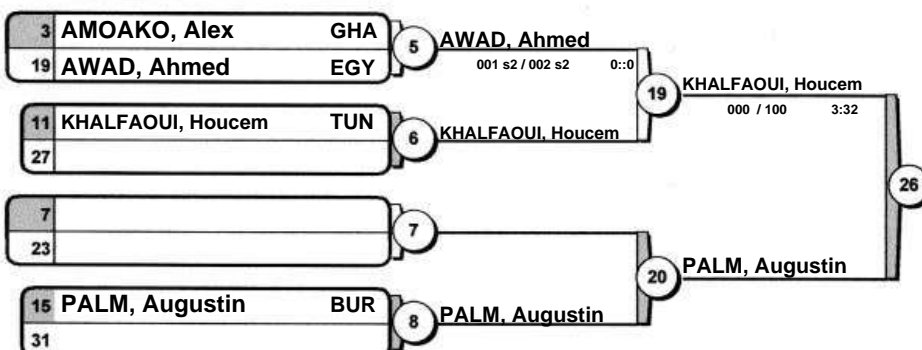 3 AMOAKO, Alex GHA
19 AWAD, Ahmed EGY
5
AWAD, Ahmed
001 s2 / 002 s2 0::0
11 KHALFAOUI, Houcem TUN
27
6
KHALFAOUI, Houcem
19
KHALFAOUI, Houcem
000 / 100 3:32
7
23
7
15 PALM, Augustin BUR
31
8
PALM, Augustin
20
PALM, Augustin
26